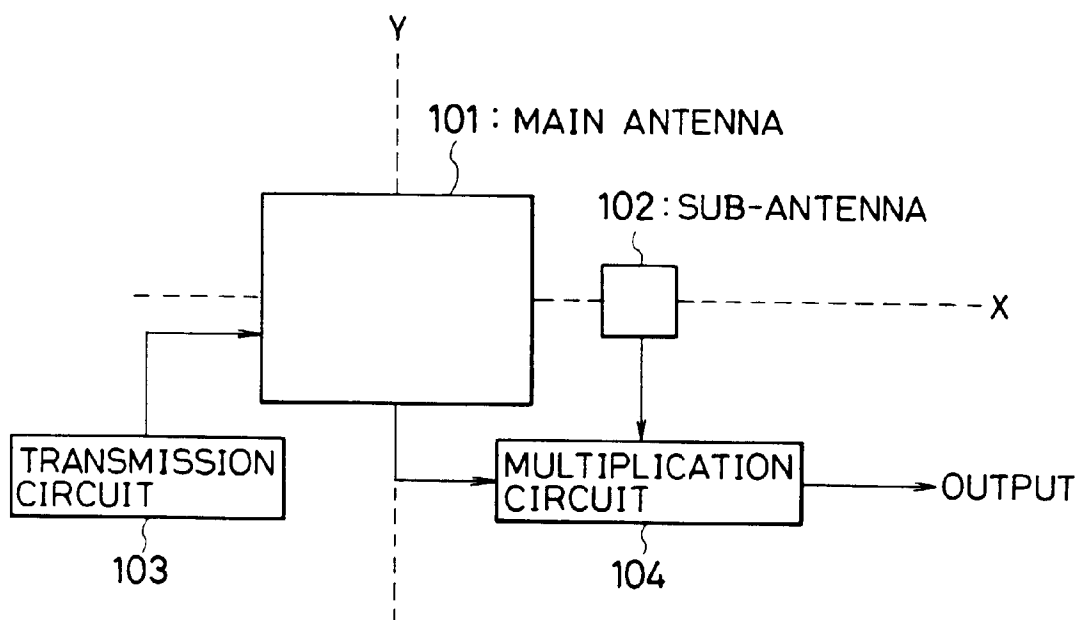 Y
101 : MAIN ANTENNA
102 : SUB-ANTENNA
X
TRANSMISSION
CIRCUIT
MULTIPLICATION
CIRCUIT
OUTPUT
103
104